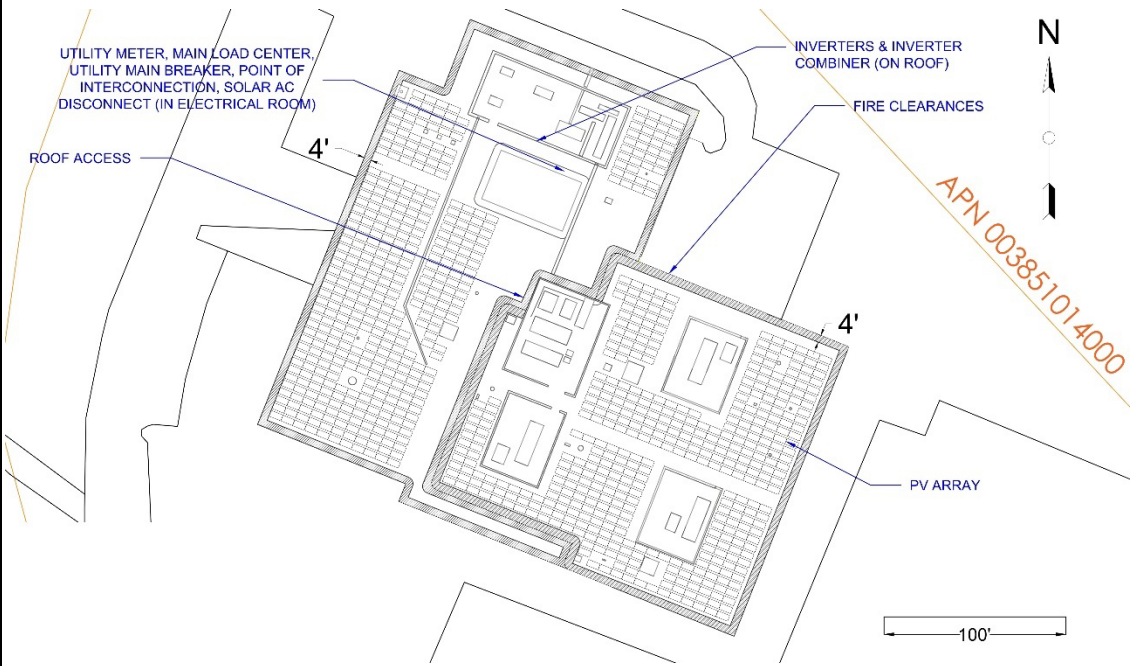 UTILITY METER, MAIN LOAD CENTER,
UTILITY MAIN BREAKER, POINT OF
INTERCONNECTION, SOLAR AC
DISCONNECT (IN ELECTRICAL ROOM)
INVERTERS & INVERTER
COMBINER (ON ROOF)
N
FIRE CLEARANCES
4'
ROOF ACCESS
APN 003851014000
4'
PV ARRAY
100'